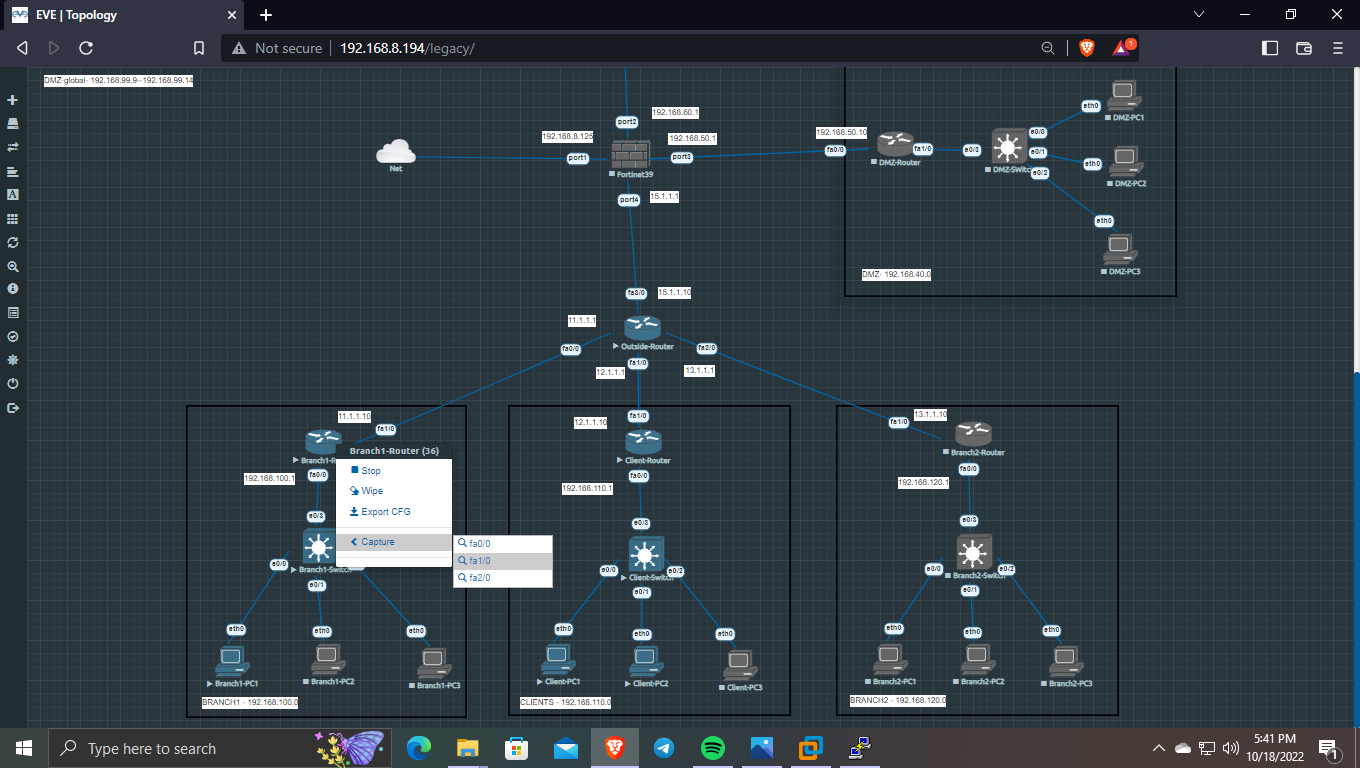 EVE | Topology
Not secure
192.168.8.194/legacy/
1
DMZ-global- 192.168.99.9--192.168.99.14
port2
192.168.60.1
192.168.8.125
192.168.50.1
port1
port3
Net
Fortinet39
port4
15.1.1.1
192.168.50.10
fa0/0
DMZ-Router
fa1/0
e0/3
DMZ-Switch
e0/0
e0/1
e0/2
eth0
DMZ-PC1
eth0
DMZ-PC2
eth0
DMZ-PC3
DMZ- 192.168.40.0
fa3/0
15.1.1.10
11.1.1.1
Outside-Router
fa0/0
fa1/0
fa2/0
12.1.1.1
13.1.1.1
11.1.1.10
fa1/0
Branch1-R
192.168.100.1
fa0/0
e0/3
Branch1-Switch
e0/0
e0/1
eth0
eth0
eth0
Branch1-PC1
Branch1-PC2
Branch1-PC3
BRANCH1 - 192.168.100.0
Branch1-Router (36)
Stop
Wipe
Export CFG
Capture
fa0/0
fa1/0
fa2/0
fa1/0
12.1.1.10
Client-Router
fa0/0
192.168.110.1
e0/3
Client-Switch
e0/0
e0/1
e0/2
eth0
eth0
eth0
Client-PC1
Client-PC2
Client-PC3
CLIENTS - 192.168.110.0
13.1.1.10
fa1/0
Branch2-Router
fa0/0
192.168.120.1
e0/3
Branch2-Switch
e0/0
e0/1
e0/2
eth0
eth0
eth0
Branch2-PC1
Branch2-PC2
Branch2-PC3
BRANCH2 - 192.168.120.0
Type here to search
5:41 PM
10/18/2022
1